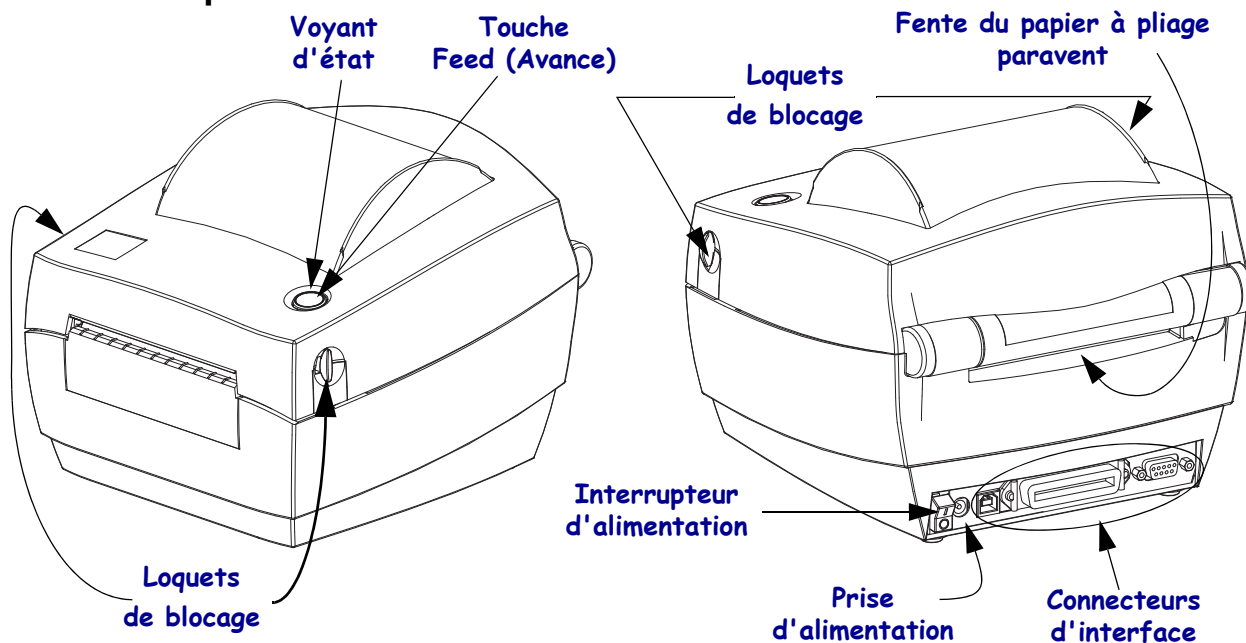 Voyant
d'état
Touche
Feed (Avance)
Fente du papier à pliage
paravent
Loquets
de blocage
Interrupteur
d'alimentation
Loquets
de blocage
Prise
d'alimentation
Connecteurs
d'interface